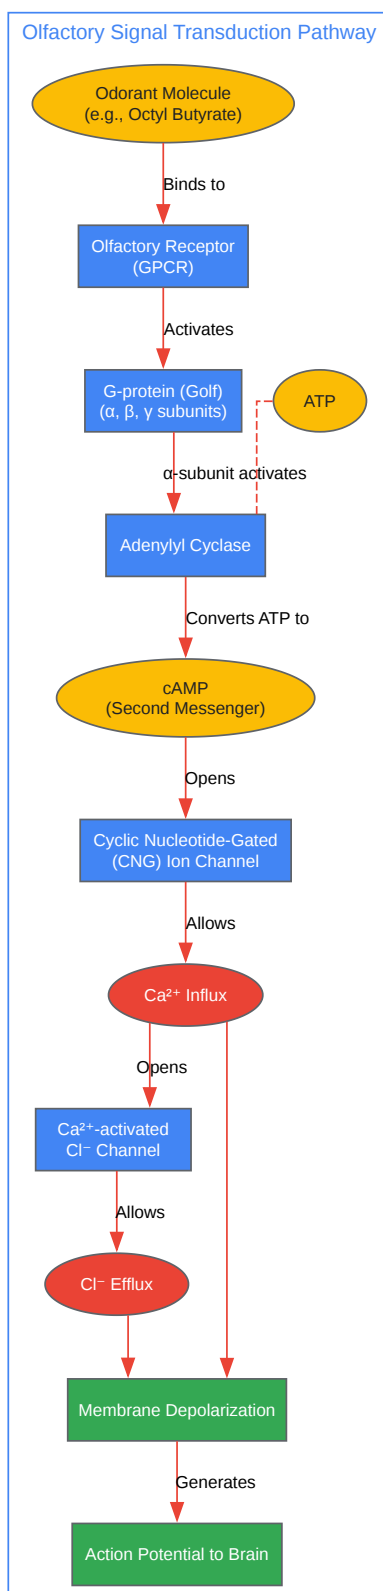 Olfactory Signal Transduction Pathway
Odorant Molecule
(e.g., Octyl Butyrate)
Binds to
Olfactory Receptor
(GPCR)
Activates
G-protein (Golf)
(α, β, γ subunits)
ATP
α-subunit activates
Adenylyl Cyclase
Converts ATP to
cAMP
(Second Messenger)
Opens
Cyclic Nucleotide-Gated
(CNG) Ion Channel
Allows
Ca²⁺ Influx
Opens
Ca²⁺-activated
Cl⁻ Channel
Allows
Cl⁻ Efflux
Membrane Depolarization
Generates
Action Potential to Brain